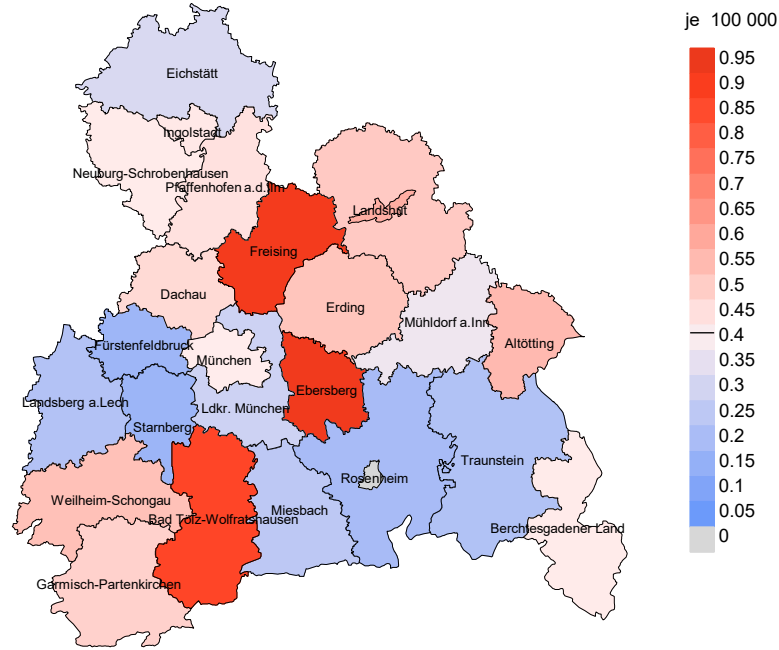 je 100 000
Eichstätt
Ingolstadt
Neuburg-Schrobenhausen
Pfaffenhofen a.d.Ilm
Landshut
Freising
Dachau
Erding
Mühldorf a.Inn
Altötting
Fürstenfeldbruck
München
Ebersberg
Landsberg a.Lech
Ldkr. München
Starnberg
Traunstein
Rosenheim
Weilheim-Schongau
Miesbach
Bad Tölz-Wolfratshausen
Berchtesgadener Land
Garmisch-Partenkirchen
0.95
0.9
0.85
0.8
0.75
0.7
0.65
0.6
0.55
0.5
0.45
0.4
0.35
0.3
0.25
0.2
0.15
0.1
0.05
0